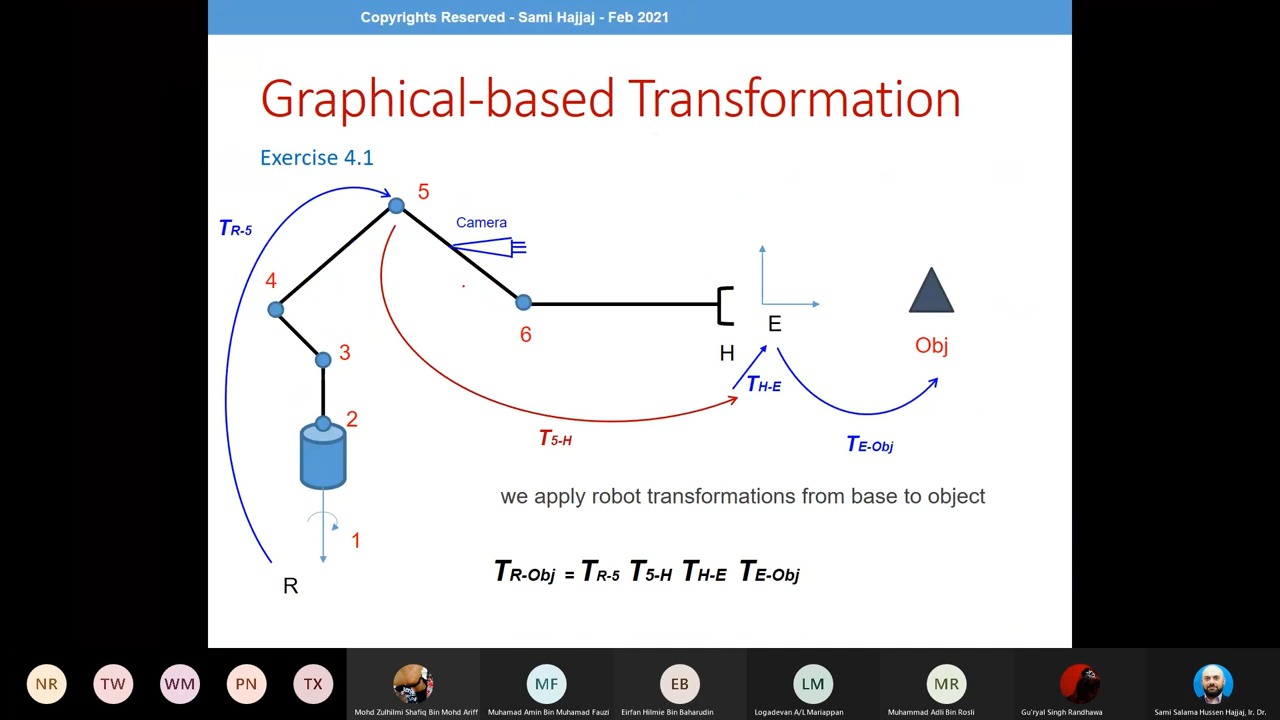 Copyrights Reserved - Sami Hajjaj - Feb 2021
Graphical-based Transformation
Exercise 4.1
5
Camera
TR-5
4
6
E
Obj
3
H
TH-E
2
T5-H
TE-Obj
we apply robot transformations from base to object
1
R
TR-Obj = TR-5 T5-H TH-E TE-Obj
NR
TW
WM
PN
TX
MF
EB
LM
MR
Mohd Zulhilmi Shafiq Bin Mohd Ariff
Muhamad Amin Bin Muhamad Fauzi
Eirfan Hilmie Bin Baharudin
Logadevan A/L Mariappan
Muhammad Adli Bin Rosli
Gu'ryal Singh Randhawa
Sami Salama Hussen Hajjaj, Ir. Dr.